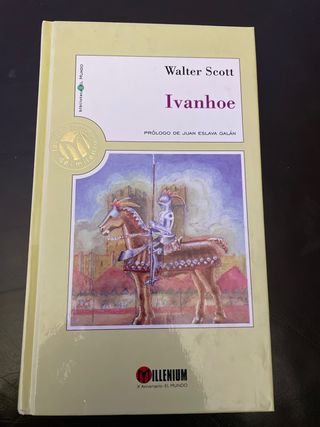 Walter Scott
Ivanhoe
PRÓLOGO DE JUAN ESLAVA GALÁN
biblioteca EL MUNDO
MILLENIUM
X Aniversario EL MUNDO